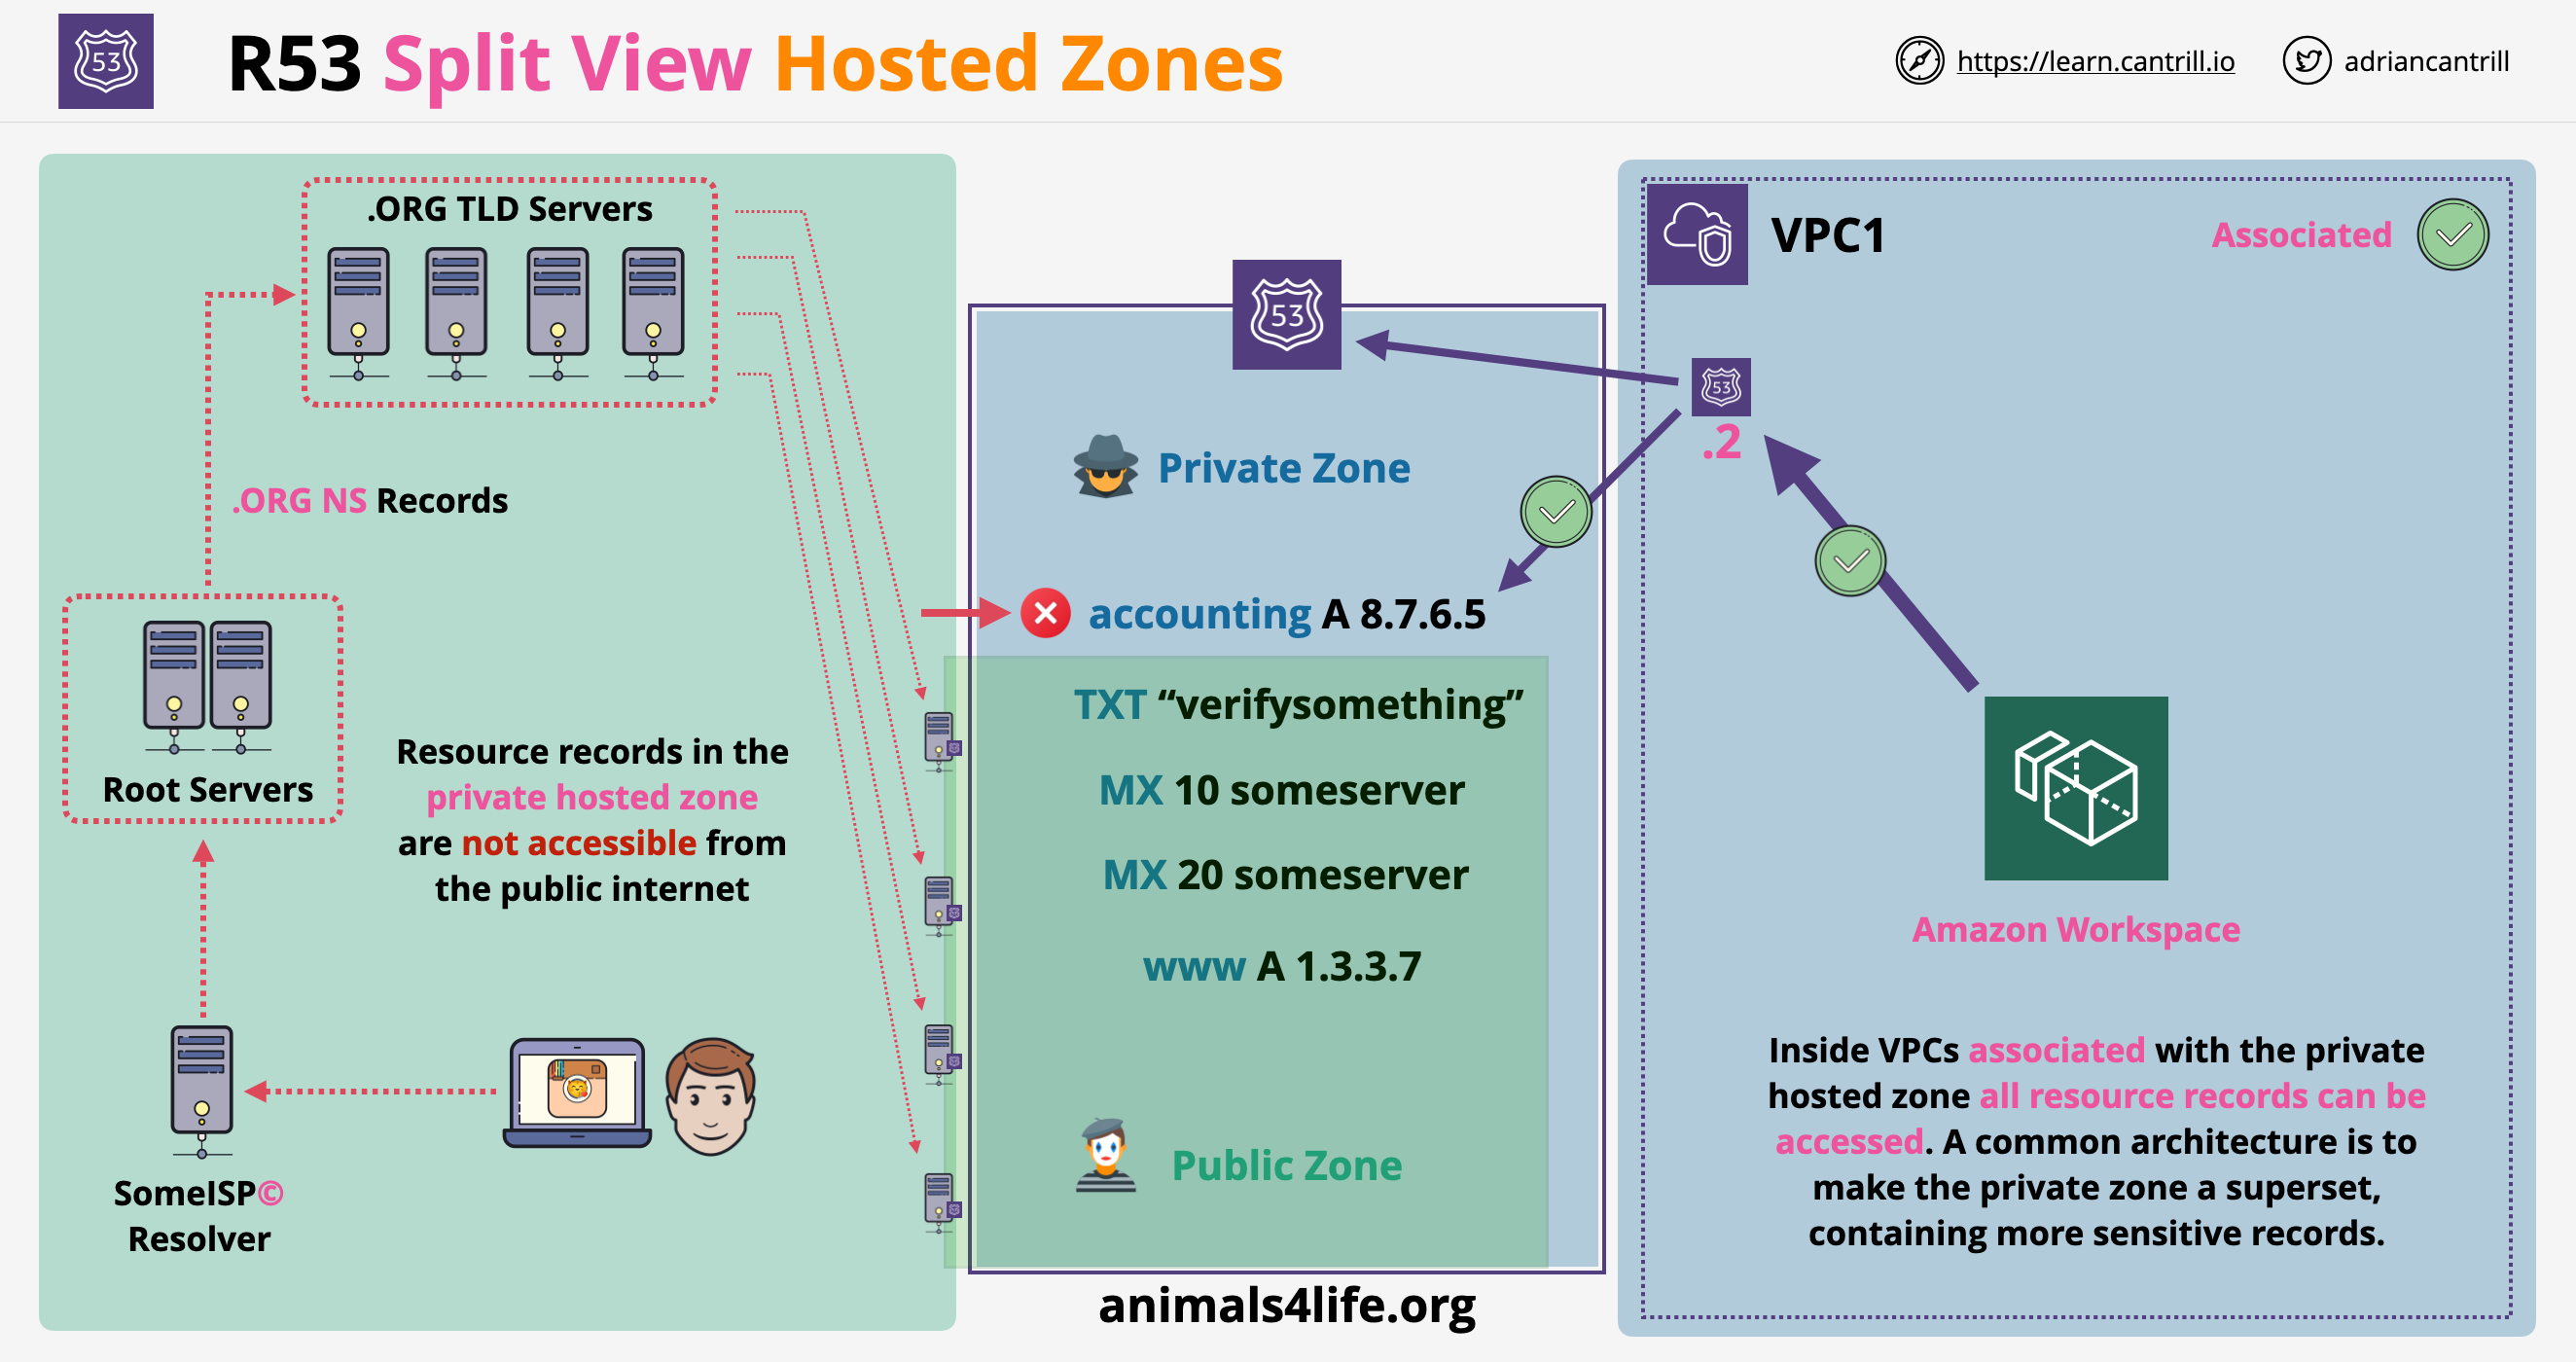 53
R53 Split View Hosted Zones
https://learn.cantrill.io
adriancantrill
.ORG TLD Servers
.ORG NS Records
Root Servers
Resource records in the
private hosted zone
are not accessible from
the public internet
SomeISP©
Resolver
53
Private Zone
accounting A 8.7.6.5
TXT “verifysomething”
MX 10 someserver
MX 20 someserver
www A 1.3.3.7
Public Zone
animals4life.org
VPC1
Associated
53
.2
Amazon Workspace
Inside VPCs associated with the private
hosted zone all resource records can be
accessed. A common architecture is to
make the private zone a superset,
containing more sensitive records.